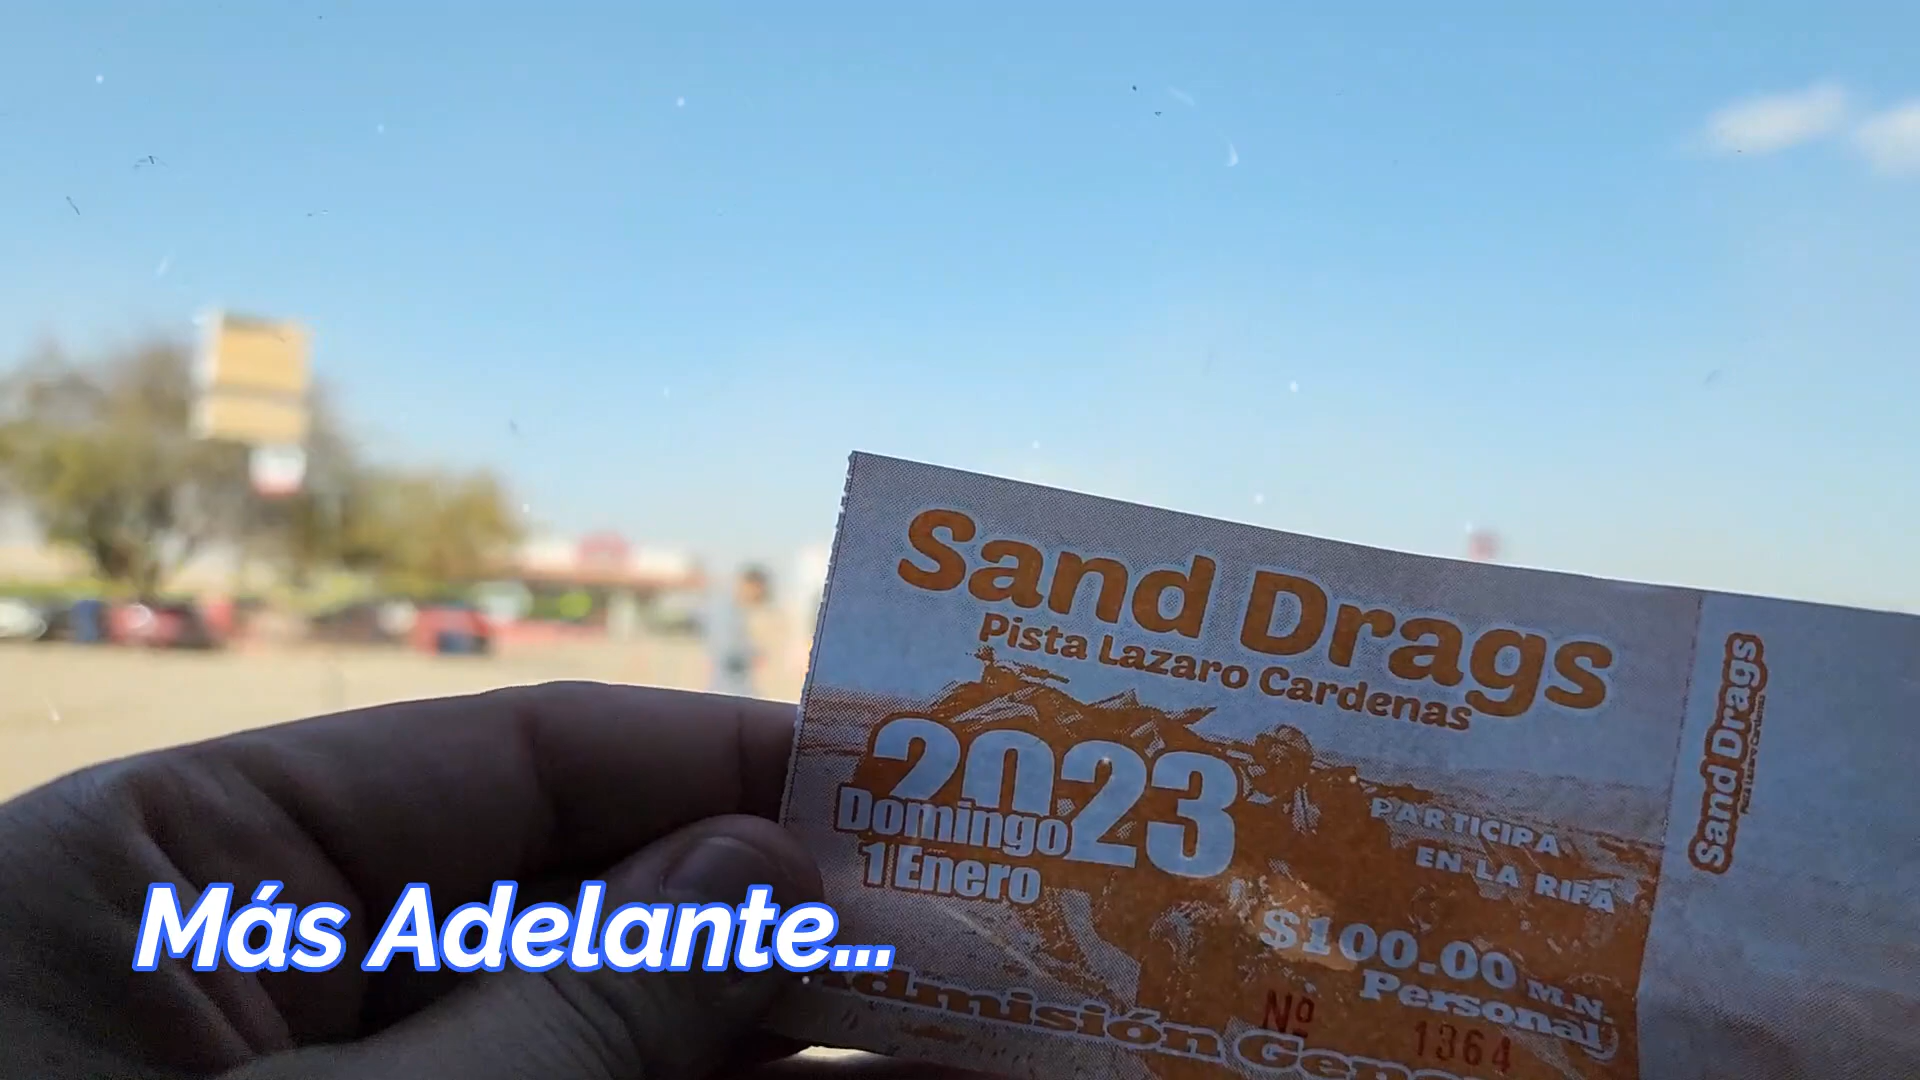 Sand Drags
Pista Lazaro Cardenas
2023
Domingo
1 Enero
PARTICIPA
EN LA RIFA
$100.00 M.N.
Personal
Admisión
Nº 1364
Sand Drags
Más Adelante...